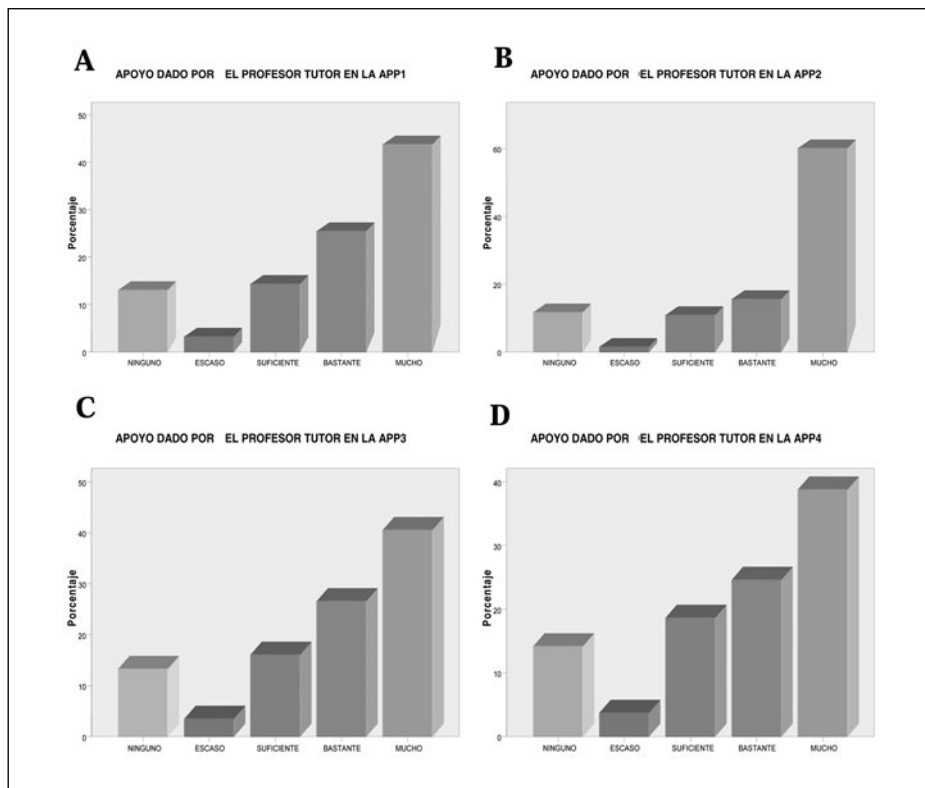 A
APOYO DADO POR EL PROFESOR TUTOR EN LA APP1
Porcentaje
50
40
30
20
10
0
NINGUNO ESCASO SUFICIENTE BASTANTE MUCHO
B
APOYO DADO POR EL PROFESOR TUTOR EN LA APP2
Porcentaje
60
40
20
0
NINGUNO ESCASO SUFICIENTE BASTANTE MUCHO
C
APOYO DADO POR EL PROFESOR TUTOR EN LA APP3
Porcentaje
50
40
30
20
10
0
NINGUNO ESCASO SUFICIENTE BASTANTE MUCHO
D
APOYO DADO POR EL PROFESOR TUTOR EN LA APP4
Porcentaje
40
30
20
10
0
NINGUNO ESCASO SUFICIENTE BASTANTE MUCHO